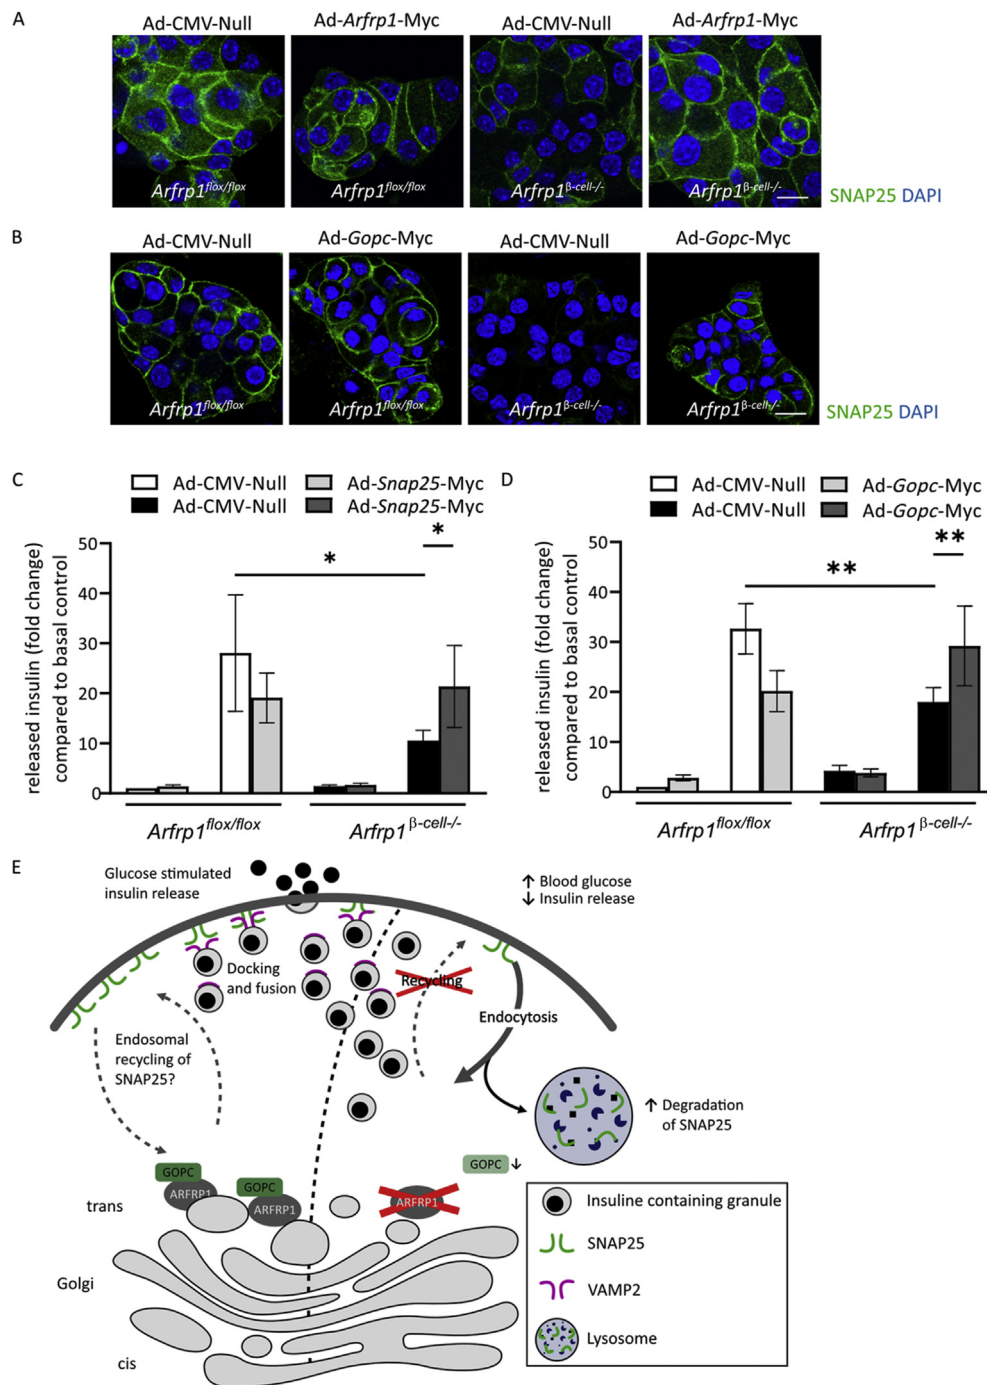 A
Ad-CMV-Null
Ad-Arfrp1-Myc
Ad-CMV-Null
Ad-Arfrp1-Myc
Arfrp1flox/flox
Arfrp1flox/flox
Arfrp1β-cell-/-
Arfrp1β-cell-/-
SNAP25 DAPI
B
Ad-CMV-Null
Ad-Gopc-Myc
Ad-CMV-Null
Ad-Gopc-Myc
Arfrp1flox/flox
Arfrp1flox/flox
Arfrp1β-cell-/-
Arfrp1β-cell-/-
SNAP25 DAPI
C
Ad-CMV-Null
Ad-Snap25-Myc
Ad-CMV-Null
Ad-Snap25-Myc
released insulin (fold change)
compared to basal control
50
40
30
20
10
0
*
*
Arfrp1flox/flox
Arfrp1β-cell-/-
D
Ad-CMV-Null
Ad-Gopc-Myc
Ad-CMV-Null
Ad-Gopc-Myc
released insulin (fold change)
compared to basal control
50
40
30
20
10
0
**
**
Arfrp1flox/flox
Arfrp1β-cell-/-
E
Glucose stimulated
insulin release
↑ Blood glucose
↓ Insulin release
Docking
and fusion
Recycling
Endocytosis
Endosomal
recycling of
SNAP25?
↑ Degradation
of SNAP25
GOPC
ARFRP1
GOPC
ARFRP1
GOPC ↓
ARFRP1
trans
Golgi
cis
Insuline containing granule
SNAP25
VAMP2
Lysosome